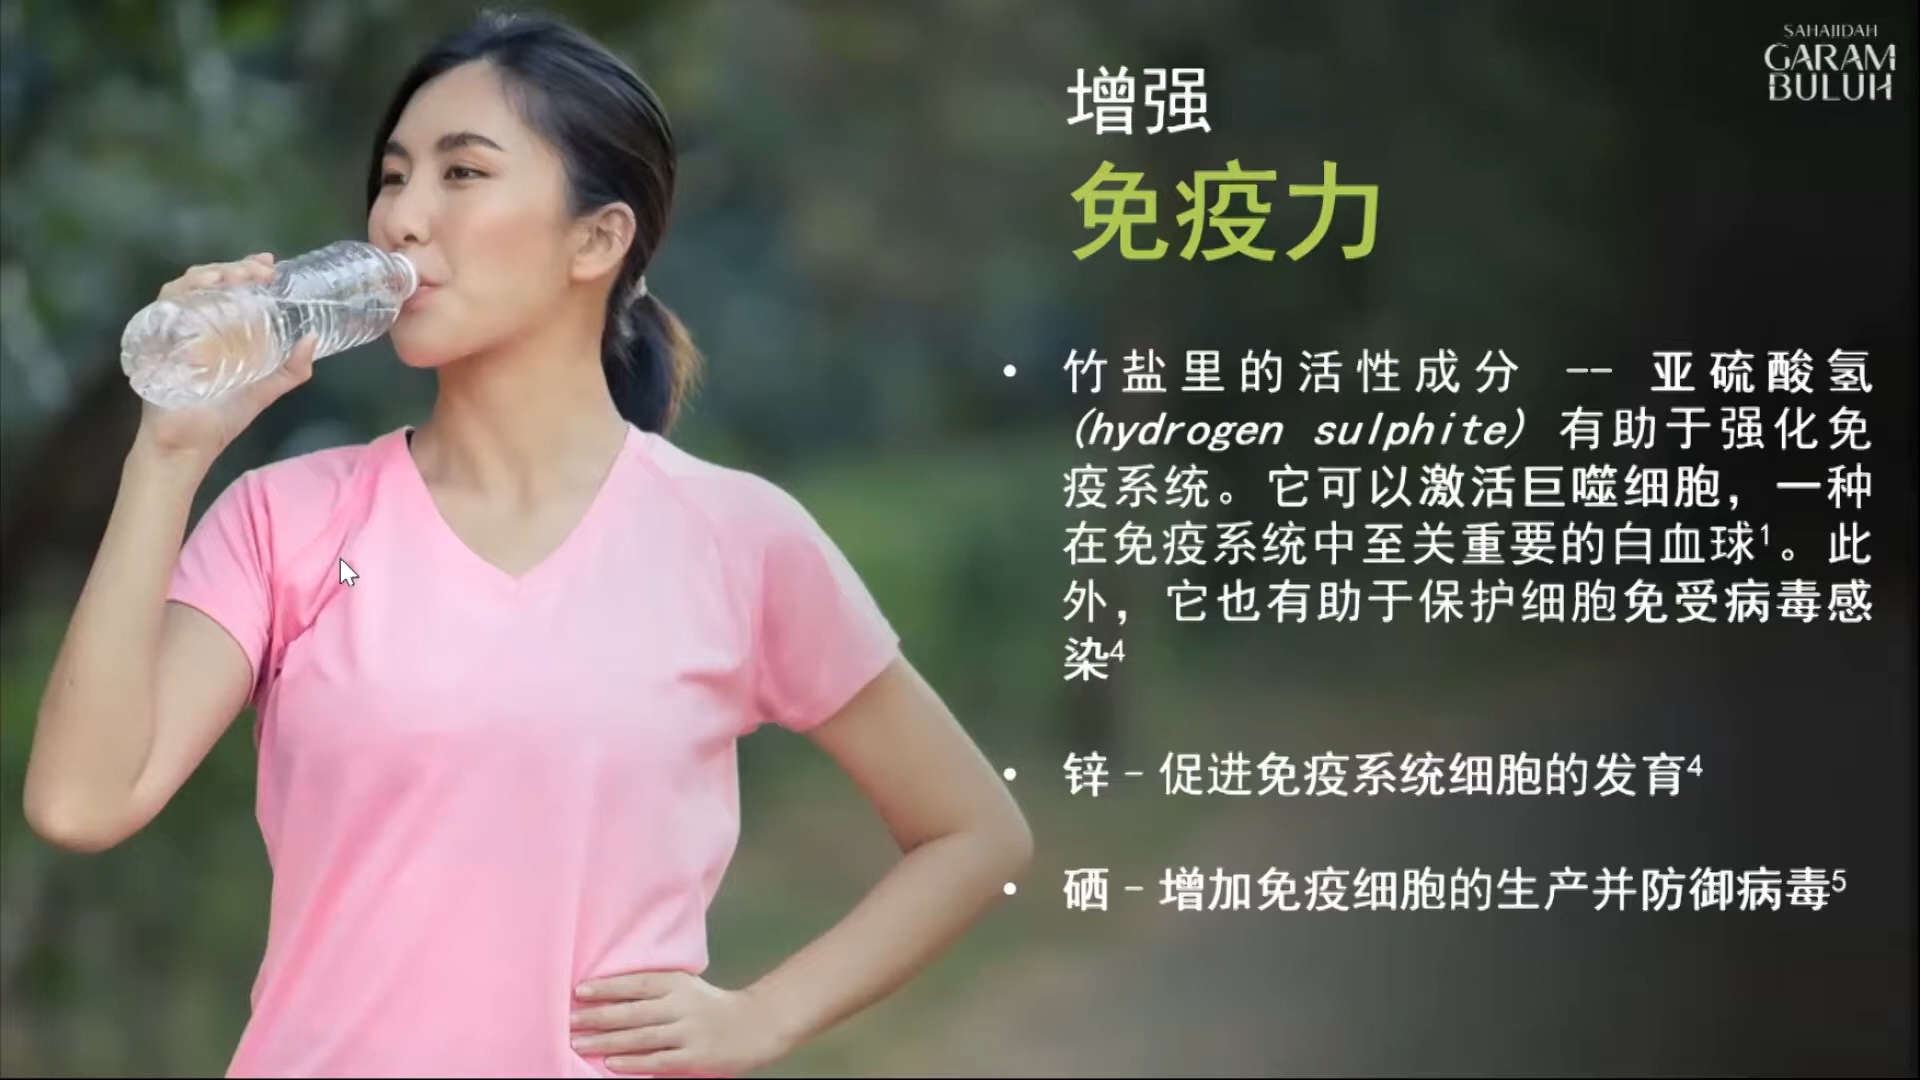 SAHAJIDAH
GARAM
BULUH
增强
免疫力
• 竹盐里的活性成分 -- 亚硫酸氢
(hydrogen sulphite) 有助于强化免
疫系统。它可以激活巨噬细胞，一种
在免疫系统中至关重要的白血球¹。此
外，它也有助于保护细胞免受病毒感
染⁴
• 锌 - 促进免疫系统细胞的发育⁴
• 硒 - 增加免疫细胞的生产并防御病毒⁵